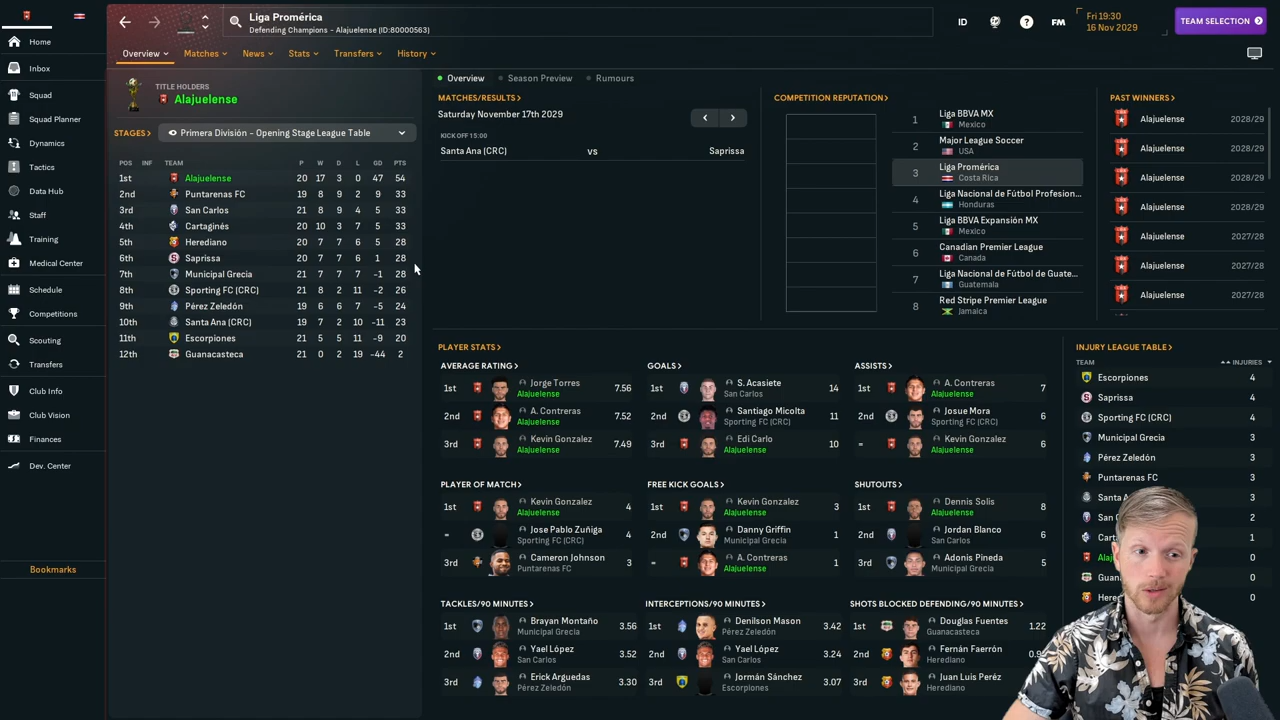 Liga Promérica
Defending Champions - Alajuelense (ID:80000563)
ID
FM
Fri 19:30
16 Nov 2029
TEAM SELECTION
Home
Inbox
Squad
Squad Planner
Dynamics
Tactics
Data Hub
Staff
Training
Medical Center
Schedule
Competitions
Scouting
Transfers
Club Info
Club Vision
Finances
Dev. Center
Bookmarks
Overview
Matches
News
Stats
Transfers
History
TITLE HOLDERS
Alajuelense
STAGES
Primera División - Opening Stage League Table
POS INF TEAM P W D L GD PTS
1st Alajuelense 20 17 3 0 47 54
2nd Puntarenas FC 19 8 9 2 9 33
3rd San Carlos 21 8 9 4 5 33
4th Cartaginés 20 10 3 7 5 33
5th Herediano 20 7 7 6 5 28
6th Saprissa 20 7 7 6 1 28
7th Municipal Grecia 21 7 7 7 -1 28
8th Sporting FC (CRC) 21 8 2 11 -2 26
9th Pérez Zeledón 19 6 6 7 -5 24
10th Santa Ana (CRC) 19 7 2 10 -11 23
11th Escorpiones 21 5 5 11 -9 20
12th Guanacasteca 21 0 2 19 -44 2
Overview
Season Preview
Rumours
MATCHES/RESULTS
Saturday November 17th 2029
KICK OFF 15:00
Santa Ana (CRC) vs Saprissa
COMPETITION REPUTATION
1 Liga BBVA MX
Mexico
2 Major League Soccer
USA
3 Liga Promérica
Costa Rica
4 Liga Nacional de Fútbol Profesion...
Honduras
5 Liga BBVA Expansión MX
Mexico
6 Canadian Premier League
Canada
7 Liga Nacional de Fútbol de Guate...
Guatemala
8 Red Stripe Premier League
Jamaica
PAST WINNERS
Alajuelense 2028/29
Alajuelense 2028/29
Alajuelense 2028/29
Alajuelense 2028/29
Alajuelense 2027/28
Alajuelense 2027/28
Alajuelense 2027/28
PLAYER STATS
AVERAGE RATING
1st Jorge Torres 7.56
Alajuelense
2nd A. Contreras 7.52
Alajuelense
3rd Kevin Gonzalez 7.49
Alajuelense
GOALS
1st S. Acasiete 14
San Carlos
2nd Santiago Micolta 11
Sporting FC (CRC)
3rd Edi Carlo 10
Alajuelense
ASSISTS
1st A. Contreras 7
Alajuelense
2nd Josue Mora 6
Sporting FC (CRC)
= Kevin Gonzalez 6
Alajuelense
PLAYER OF MATCH
1st Kevin Gonzalez 4
Alajuelense
= Jose Pablo Zuñiga 4
Sporting FC (CRC)
3rd Cameron Johnson 3
Puntarenas FC
FREE KICK GOALS
1st Kevin Gonzalez 3
Alajuelense
2nd Danny Griffin 1
Municipal Grecia
= A. Contreras 1
Alajuelense
SHUTOUTS
1st Dennis Solis 8
Alajuelense
2nd Jordan Blanco 6
San Carlos
3rd Adonis Pineda 5
Municipal Grecia
TACKLES/90 MINUTES
1st Brayan Montaño 3.56
Municipal Grecia
2nd Yael López 3.52
San Carlos
3rd Erick Arguedas 3.30
Pérez Zeledón
INTERCEPTIONS/90 MINUTES
1st Denilson Mason 3.42
Pérez Zeledón
2nd Yael López 3.24
San Carlos
3rd Jormán Sánchez 3.07
Escorpiones
SHOTS BLOCKED DEFENDING/90 MINUTES
1st Douglas Fuentes 1.22
Guanacasteca
2nd Fernán Faerrón
Herediano
3rd Juan Luis Peréz
Herediano
INJURY LEAGUE TABLE
TEAM INJURIES
Escorpiones 4
Saprissa 4
Sporting FC (CRC) 4
Municipal Grecia 3
Pérez Zeledón 3
Puntarenas FC 3
Santa 3
San 2
1
0
0
0